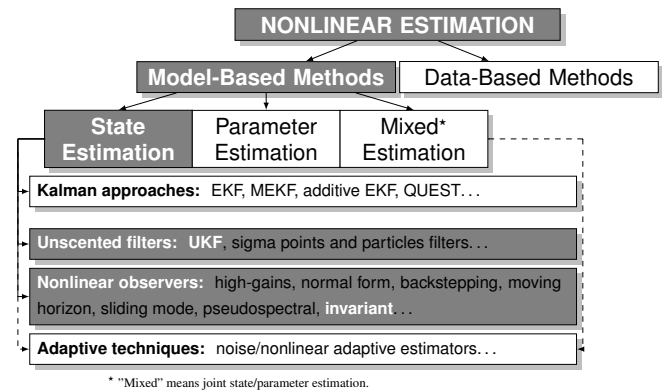 NONLINEAR ESTIMATION
Model-Based Methods
Data-Based Methods
State
Estimation
Parameter
Estimation
Mixed*
Estimation
Kalman approaches: EKF, MEKF, additive EKF, QUEST...
Unscented filters: UKF, sigma points and particles filters...
Nonlinear observers: high-gains, normal form, backstepping, moving
horizon, sliding mode, pseudospectral, invariant...
Adaptive techniques: noise/nonlinear adaptive estimators...
* "Mixed" means joint state/parameter estimation.